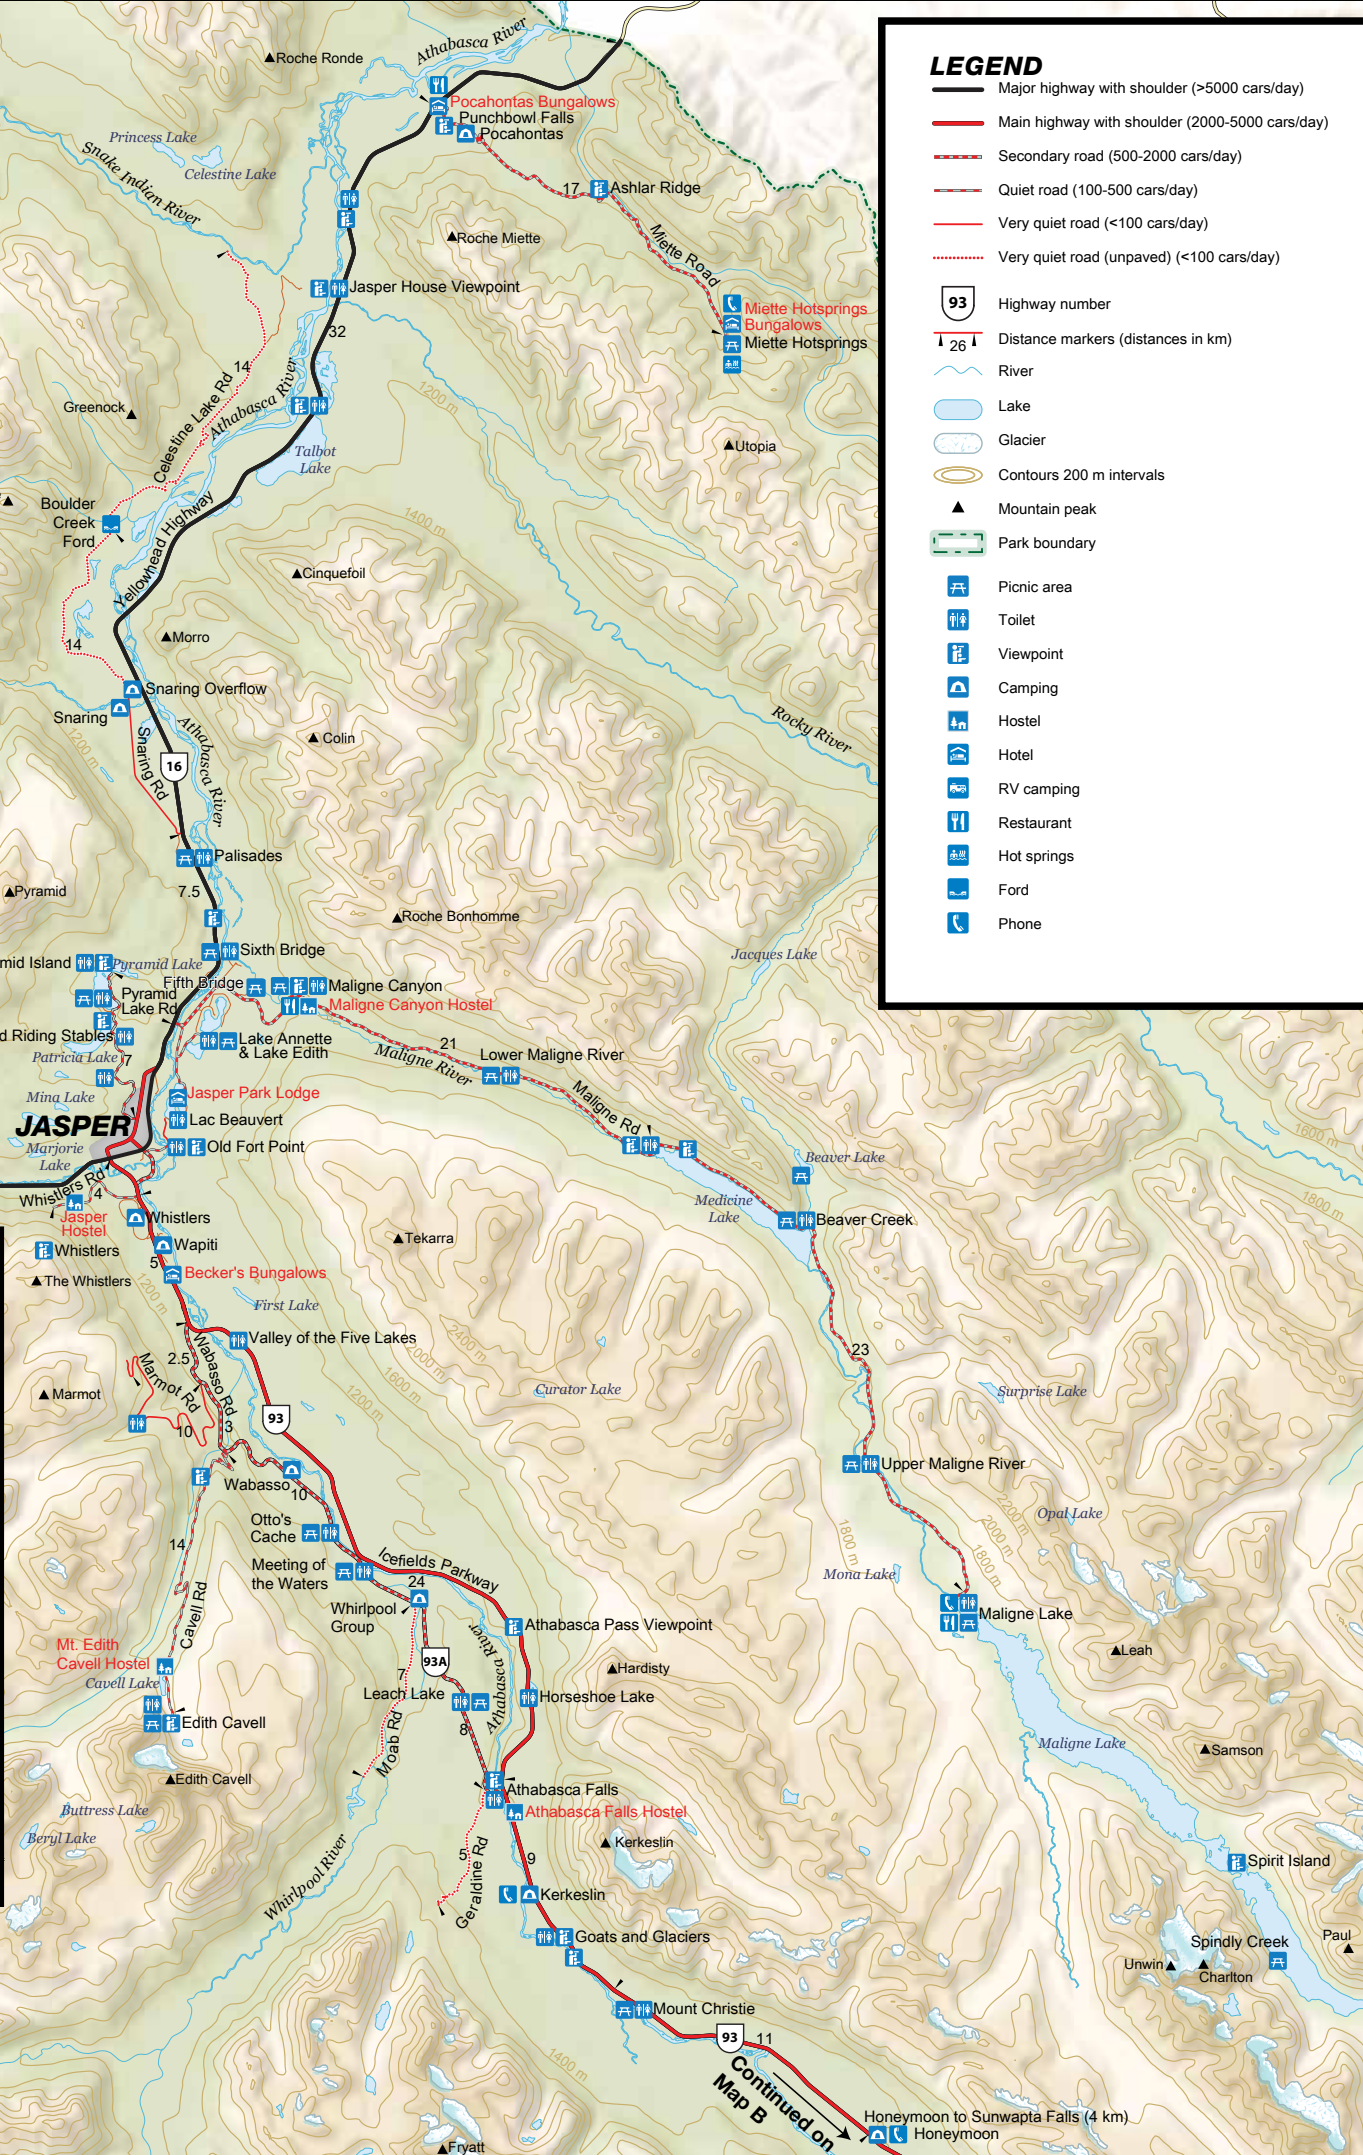 LEGEND
Major highway with shoulder (>5000 cars/day)
Main highway with shoulder (2000-5000 cars/day)
Secondary road (500-2000 cars/day)
Quiet road (100-500 cars/day)
Very quiet road (<100 cars/day)
Very quiet road (unpaved) (<100 cars/day)
93
Highway number
26
Distance markers (distances in km)
River
Lake
Glacier
Contours 200 m intervals
Mountain peak
Park boundary
Picnic area
Toilet
Viewpoint
Camping
Hostel
Hotel
RV camping
Restaurant
Hot springs
Ford
Phone
Athabasca River
Roche Ronde
Pocahontas Bungalows
Punchbowl Falls
Pocahontas
Princess Lake
Celestine Lake
Snake Indian River
17
Ashlar Ridge
Roche Miette
Miette Road
Jasper House Viewpoint
Miette Hotsprings
Bungalows
Miette Hotsprings
32
14
Celestine Lake Rd
Athabasca River
Greenock
1200 m
Talbot
Lake
Utopia
Boulder
Creek
Ford
Yellowhead Highway
1400 m
Cinquefoil
Morro
14
Snaring Overflow
Snaring
Snaring Rd
Athabasca River
1200 m
Colin
Rocky River
16
Palisades
7.5
Pyramid
Roche Bonhomme
Sixth Bridge
Jacques Lake
mid Island
Pyramid Lake
Fifth Bridge
Maligne Canyon
Maligne Canyon Hostel
Pyramid
Lake Rd
d Riding Stables
Lake Annette
& Lake Edith
Patricia Lake
7
21
Maligne River
Lower Maligne River
Maligne Rd
Mina Lake
Jasper Park Lodge
Lac Beauvert
JASPER
Marjorie
Lake
Old Fort Point
Whistlers Rd
4
Jasper
Hostel
Whistlers
Whistlers
Wapiti
The Whistlers
5
Becker's Bungalows
1200 m
First Lake
Tekarra
Medicine
Lake
Beaver Lake
Beaver Creek
1600 m
1800 m
Valley of the Five Lakes
2.5
Wabasso Rd
Marmot Rd
Marmot
10
3
93
2400 m
2000 m
1600 m
1200 m
Curator Lake
23
Surprise Lake
Upper Maligne River
Wabasso
10
Otto's
Cache
Meeting of
the Waters
Icefields Parkway
24
Whirlpool
Group
14
Cavell Rd
1800 m
Mona Lake
Opal Lake
2200 m
2000 m
1800 m
Maligne Lake
Athabasca Pass Viewpoint
Athabasca River
93A
Mt. Edith
Cavell Hostel
Cavell Lake
Edith Cavell
Edith Cavell
7
Leach Lake
8
Moab Rd
Hardisty
Horseshoe Lake
Leah
Maligne Lake
Samson
Buttress Lake
Beryl Lake
Athabasca Falls
Athabasca Falls Hostel
Kerkeslin
Whirlpool River
5
Geraldine Rd
9
Kerkeslin
Goats and Glaciers
Spirit Island
Spindly Creek
Paul
Unwin
Charlton
Mount Christie
93
11
1400 m
Continued on
Map B
Honeymoon to Sunwapta Falls (4 km)
Honeymoon
Fryatt